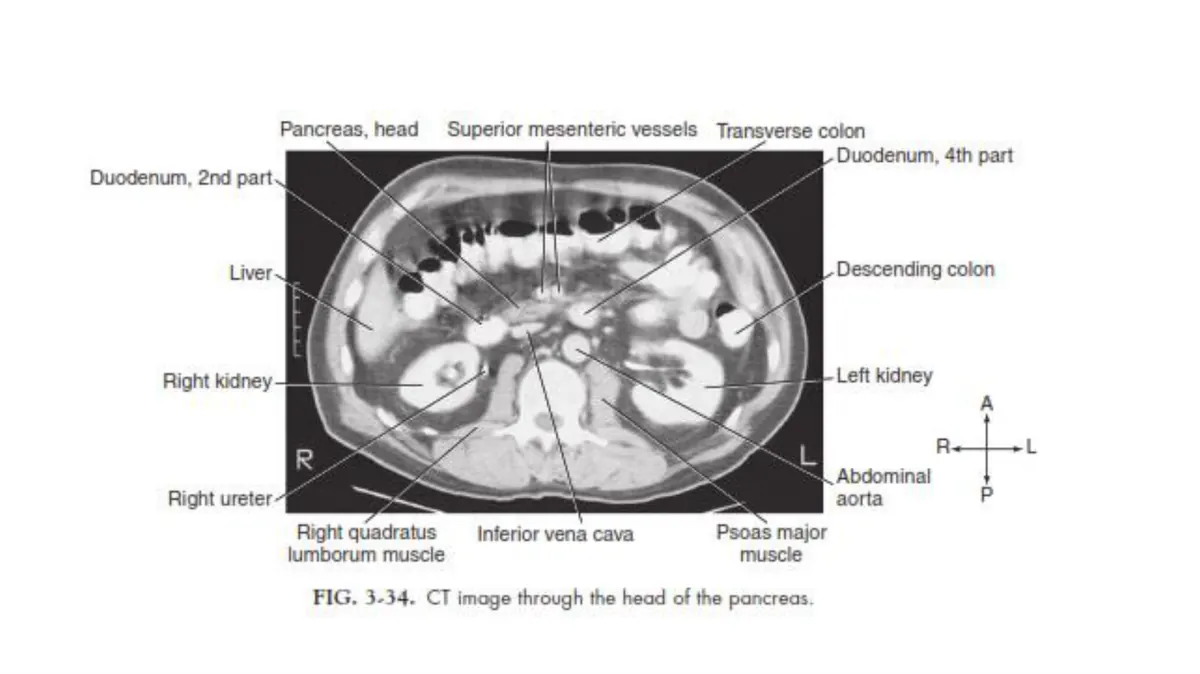 Pancreas, head
Superior mesenteric vessels
Transverse colon
Duodenum, 4th part
Duodenum, 2nd part
Liver
Descending colon
Right kidney
Left kidney
A
R
L
P
R
L
Abdominal
aorta
Right ureter
Right quadratus
lumborum muscle
Inferior vena cava
Psoas major
muscle
FIG. 3-34. CT image through the head of the pancreas.